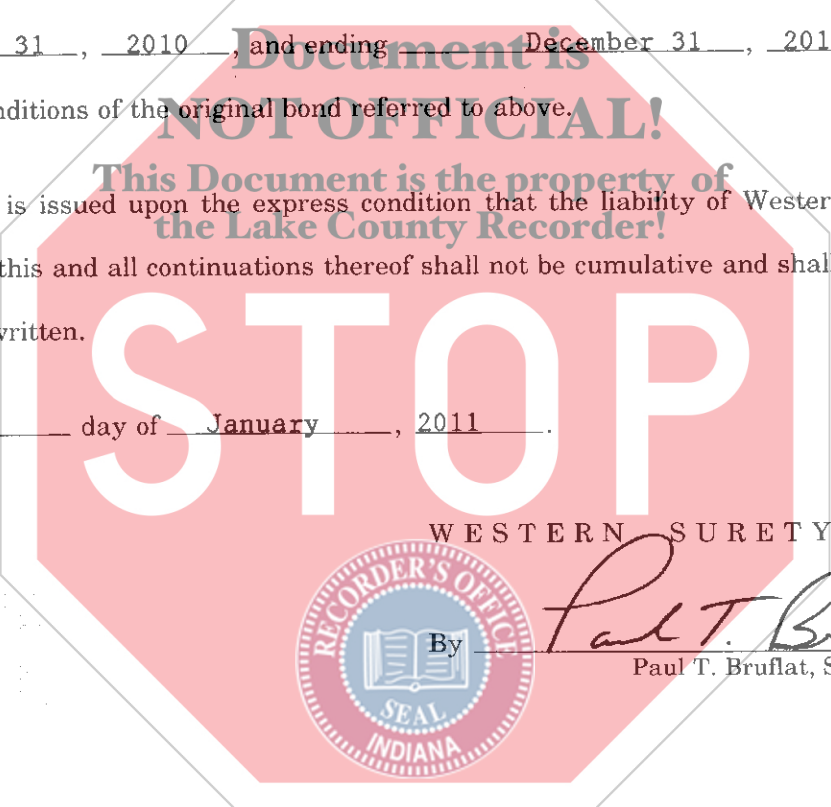 31, 2010, and ending December 31, 201
Document is
nditions of the original bond referred to above.
NOT OFFICIAL!
This Document is the property of
is issued upon the express condition that the liability of Wester
the Lake County Recorder!
this and all continuations thereof shall not be cumulative and shall
written.
STOP
day of January, 2011.
WESTERN SURETY
RECORDER'S OFFICE
SEAL
INDIANA
By Paul T. B
Paul T. Bruflat, S